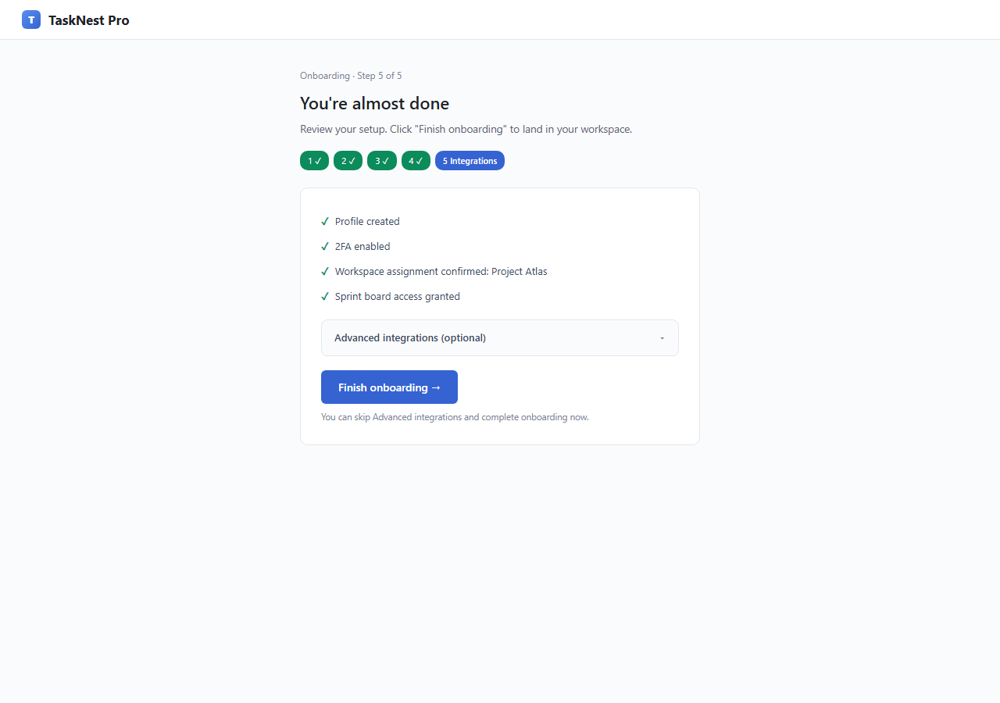 T TaskNest Pro
Onboarding · Step 5 of 5
You're almost done
Review your setup. Click "Finish onboarding" to land in your workspace.
1 ✓ 2 ✓ 3 ✓ 4 ✓ 5 Integrations
✓ Profile created
✓ 2FA enabled
✓ Workspace assignment confirmed: Project Atlas
✓ Sprint board access granted
Advanced integrations (optional)
Finish onboarding →
You can skip Advanced integrations and complete onboarding now.